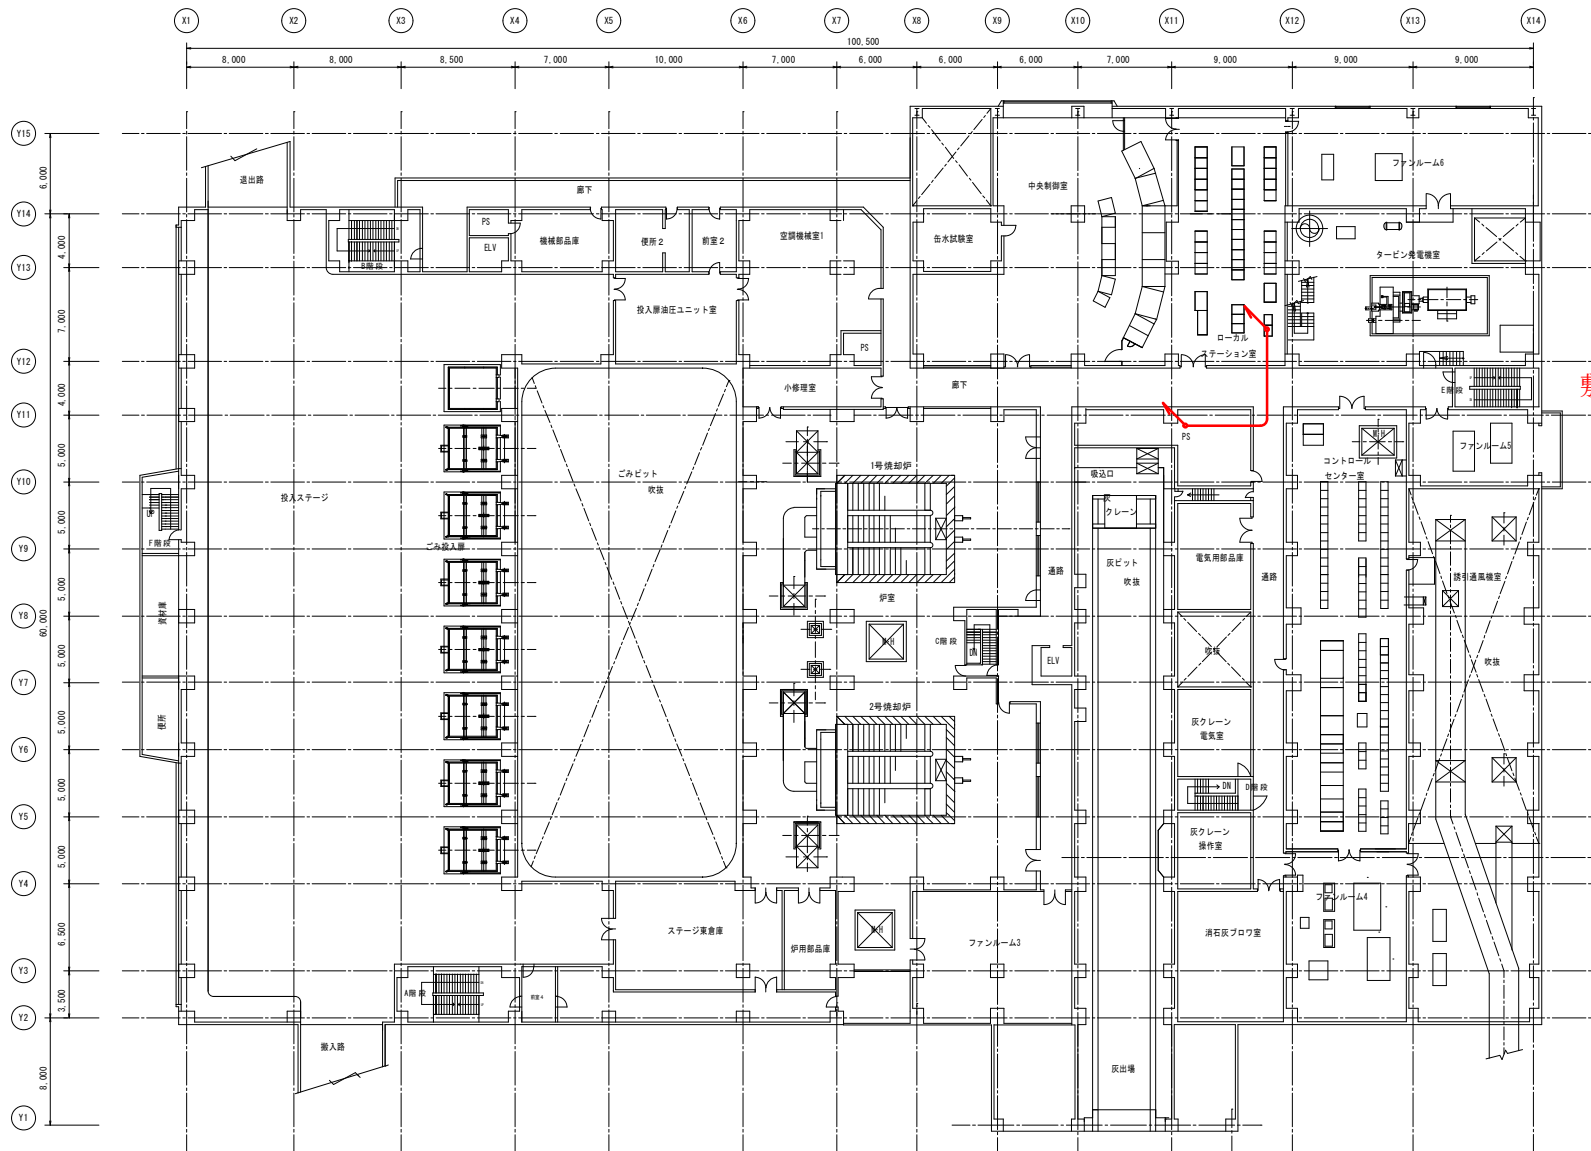 X1 X2 X3 X4 X5 X6 X7 X8 X9 X10 X11 X12 X13 X14
100,500
8,000 8,000 8,500 7,000 10,000 7,000 6,000 6,000 6,000 7,000 9,000 9,000 9,000
Y15
6,000
Y14
4,000
Y13
7,000
Y12
4,000
Y11
5,000
Y10
5,000
Y9
5,000
Y8
60,000
5,000
Y7
5,000
Y6
5,000
Y5
5,000
Y4
6,500
Y3
3,500
Y2
8,000
Y1
退出路
廊下
中央制御室
ファンルーム6
PS
ELV
機械部品庫
便所2
前室2
空調機械室1
缶水試験室
B階段
タービン発電機室
投入扉油圧ユニット室
PS
ローカル
ステーション室
小修理室
廊下
E階段
PS
ファンルーム5
M・H
コントロール
センター室
1号焼却炉
吸込口
灰
クレーン
ごみピット
吹抜
投入ステージ
F階段
ごみ投入扉
電気用部品庫
通路
灰ピット
吹抜
通路
誘引通風機室
炉室
資材庫
C階段
DN
M・H
ELV
吹抜
吹抜
便所
2号焼却炉
灰クレーン
電気室
DN
D階段
灰クレーン
操作室
ファンルーム4
ステージ東倉庫
炉用部品庫
M・H
ファンルーム3
消石灰ブロワ室
A階段
前室4
搬入路
灰出場